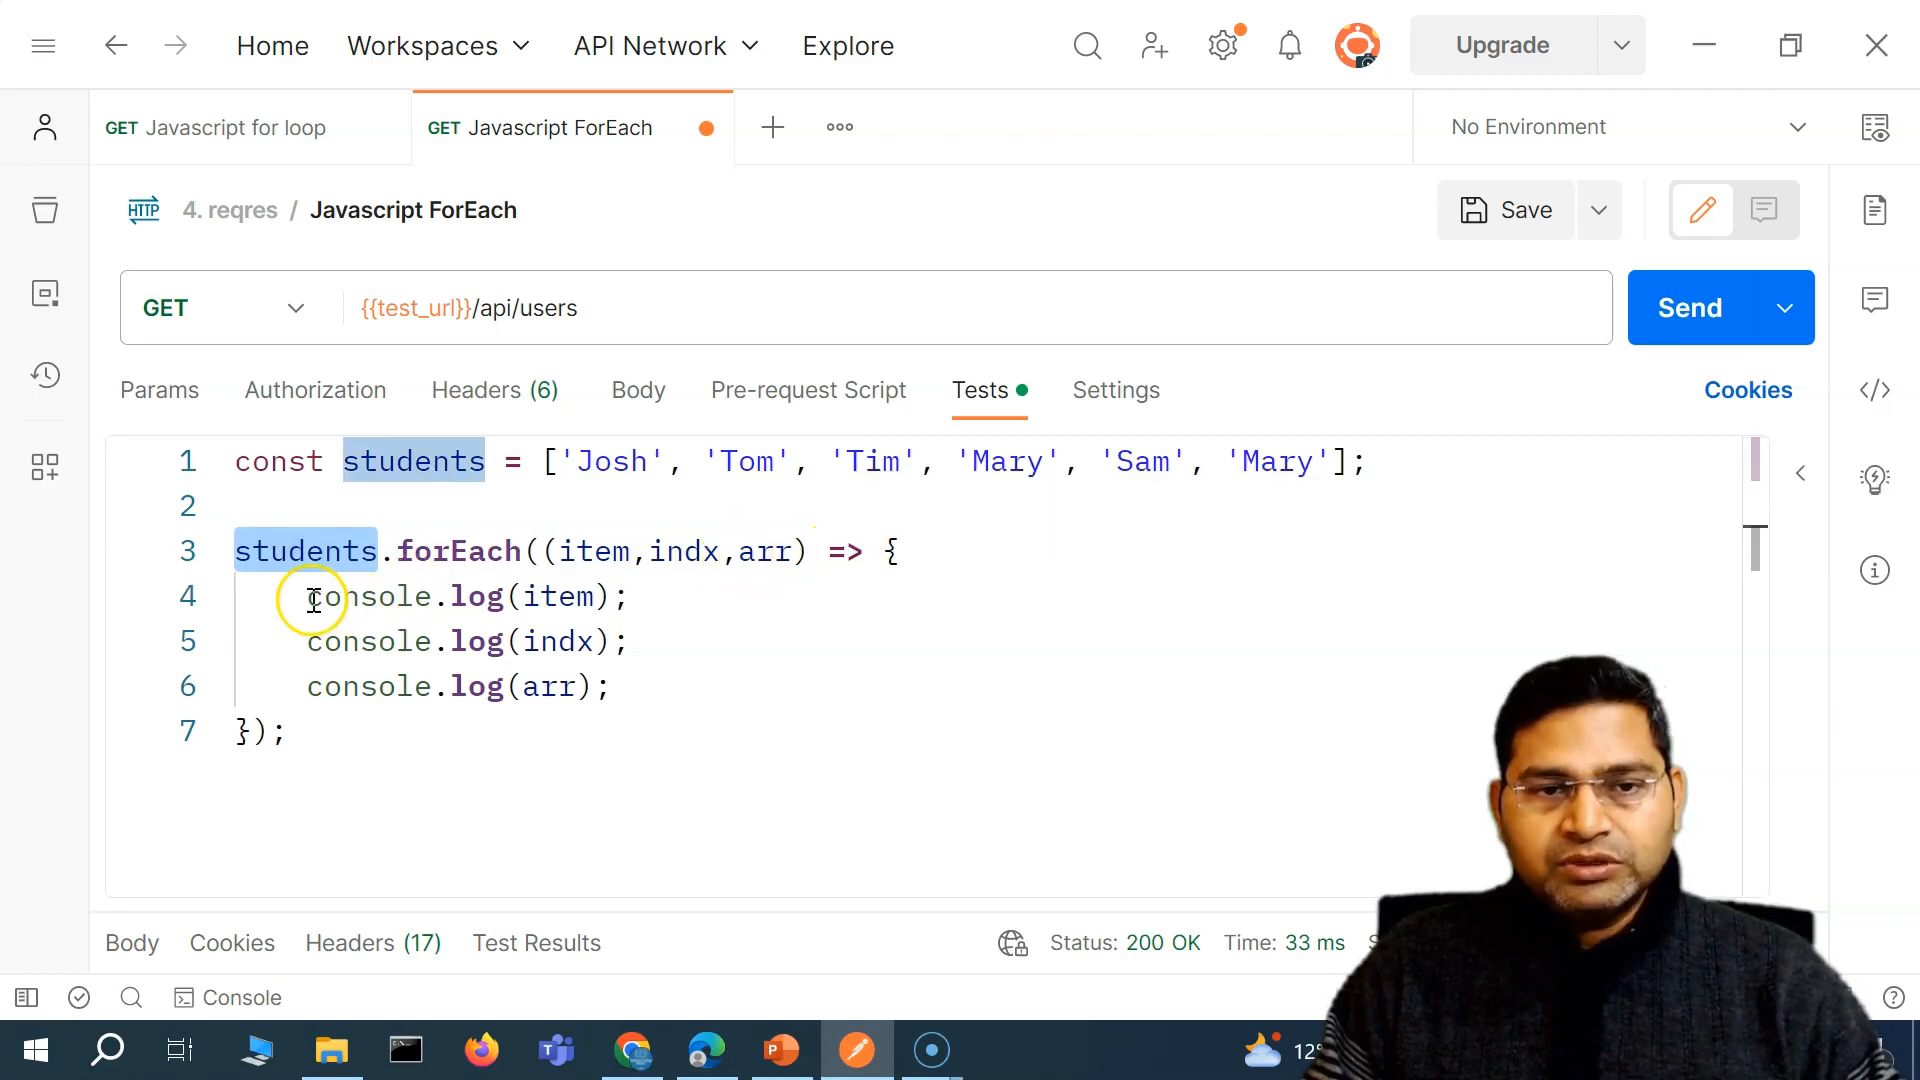 Home Workspaces API Network Explore Upgrade
GET Javascript for loop GET Javascript ForEach No Environment
HTTP 4. reqres / Javascript ForEach Save
GET {{test_url}}/api/users Send
Params Authorization Headers (6) Body Pre-request Script Tests Settings Cookies
1 const students = ['Josh', 'Tom', 'Tim', 'Mary', 'Sam', 'Mary'];
2
3 students.forEach((item,indx,arr) => {
4 console.log(item);
5 console.log(indx);
6 console.log(arr);
7 });
Body Cookies Headers (17) Test Results Status: 200 OK Time: 33 ms
Console
12°